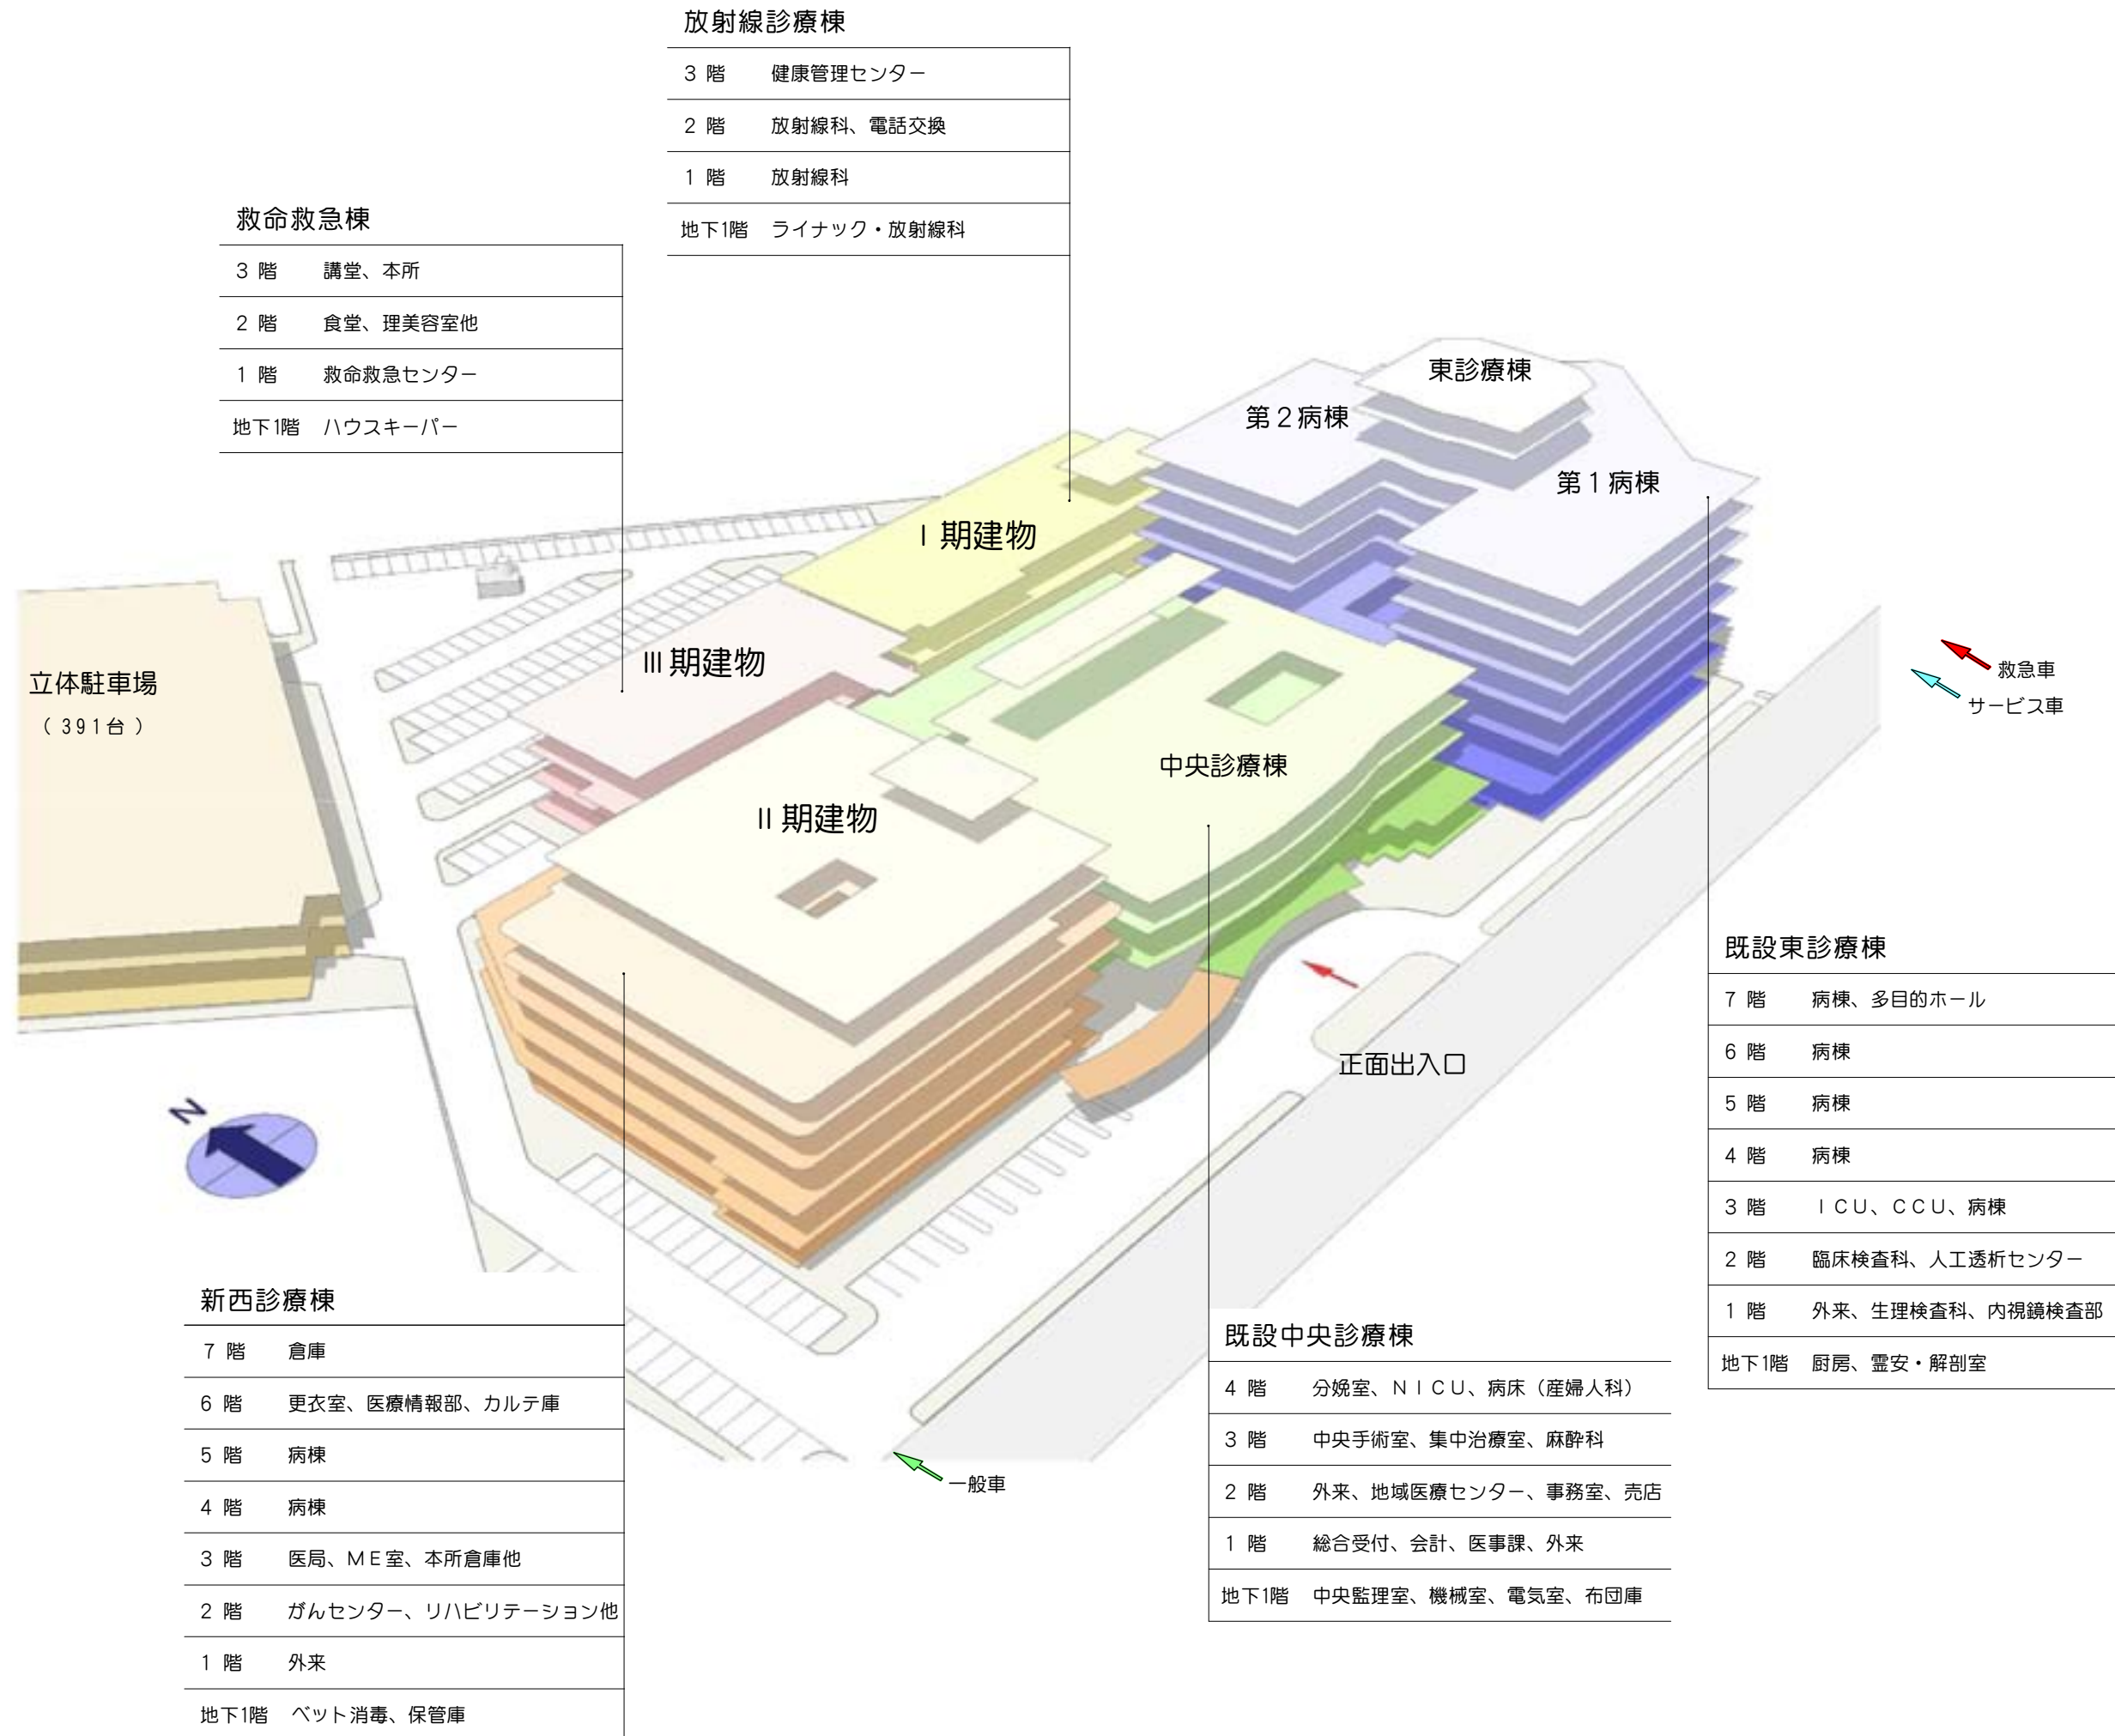 放射線診療棟
3 階 健康管理センター
2 階 放射線科、電話交換
1 階 放射線科
地下1階 ライナック・放射線科
救命救急棟
3 階 講堂、本所
2 階 食堂、理美容室他
1 階 救命救急センター
地下1階 ハウスキーパー
東診療棟
第2病棟
第1病棟
Ⅰ期建物
Ⅲ期建物
立体駐車場
（391台）
救急車
サービス車
中央診療棟
Ⅱ期建物
正面出入口
N
既設東診療棟
7 階 病棟、多目的ホール
6 階 病棟
5 階 病棟
4 階 病棟
3 階 ＩＣＵ、ＣＣＵ、病棟
2 階 臨床検査科、人工透析センター
1 階 外来、生理検査科、内視鏡検査部
地下1階 厨房、霊安・解剖室
新西診療棟
7 階 倉庫
6 階 更衣室、医療情報部、カルテ庫
5 階 病棟
4 階 病棟
3 階 医局、ＭＥ室、本所倉庫他
2 階 がんセンター、リハビリテーション他
1 階 外来
地下1階 ベット消毒、保管庫
既設中央診療棟
4 階 分娩室、ＮＩＣＵ、病床（産婦人科）
3 階 中央手術室、集中治療室、麻酔科
2 階 外来、地域医療センター、事務室、売店
1 階 総合受付、会計、医事課、外来
地下1階 中央監理室、機械室、電気室、布団庫
一般車